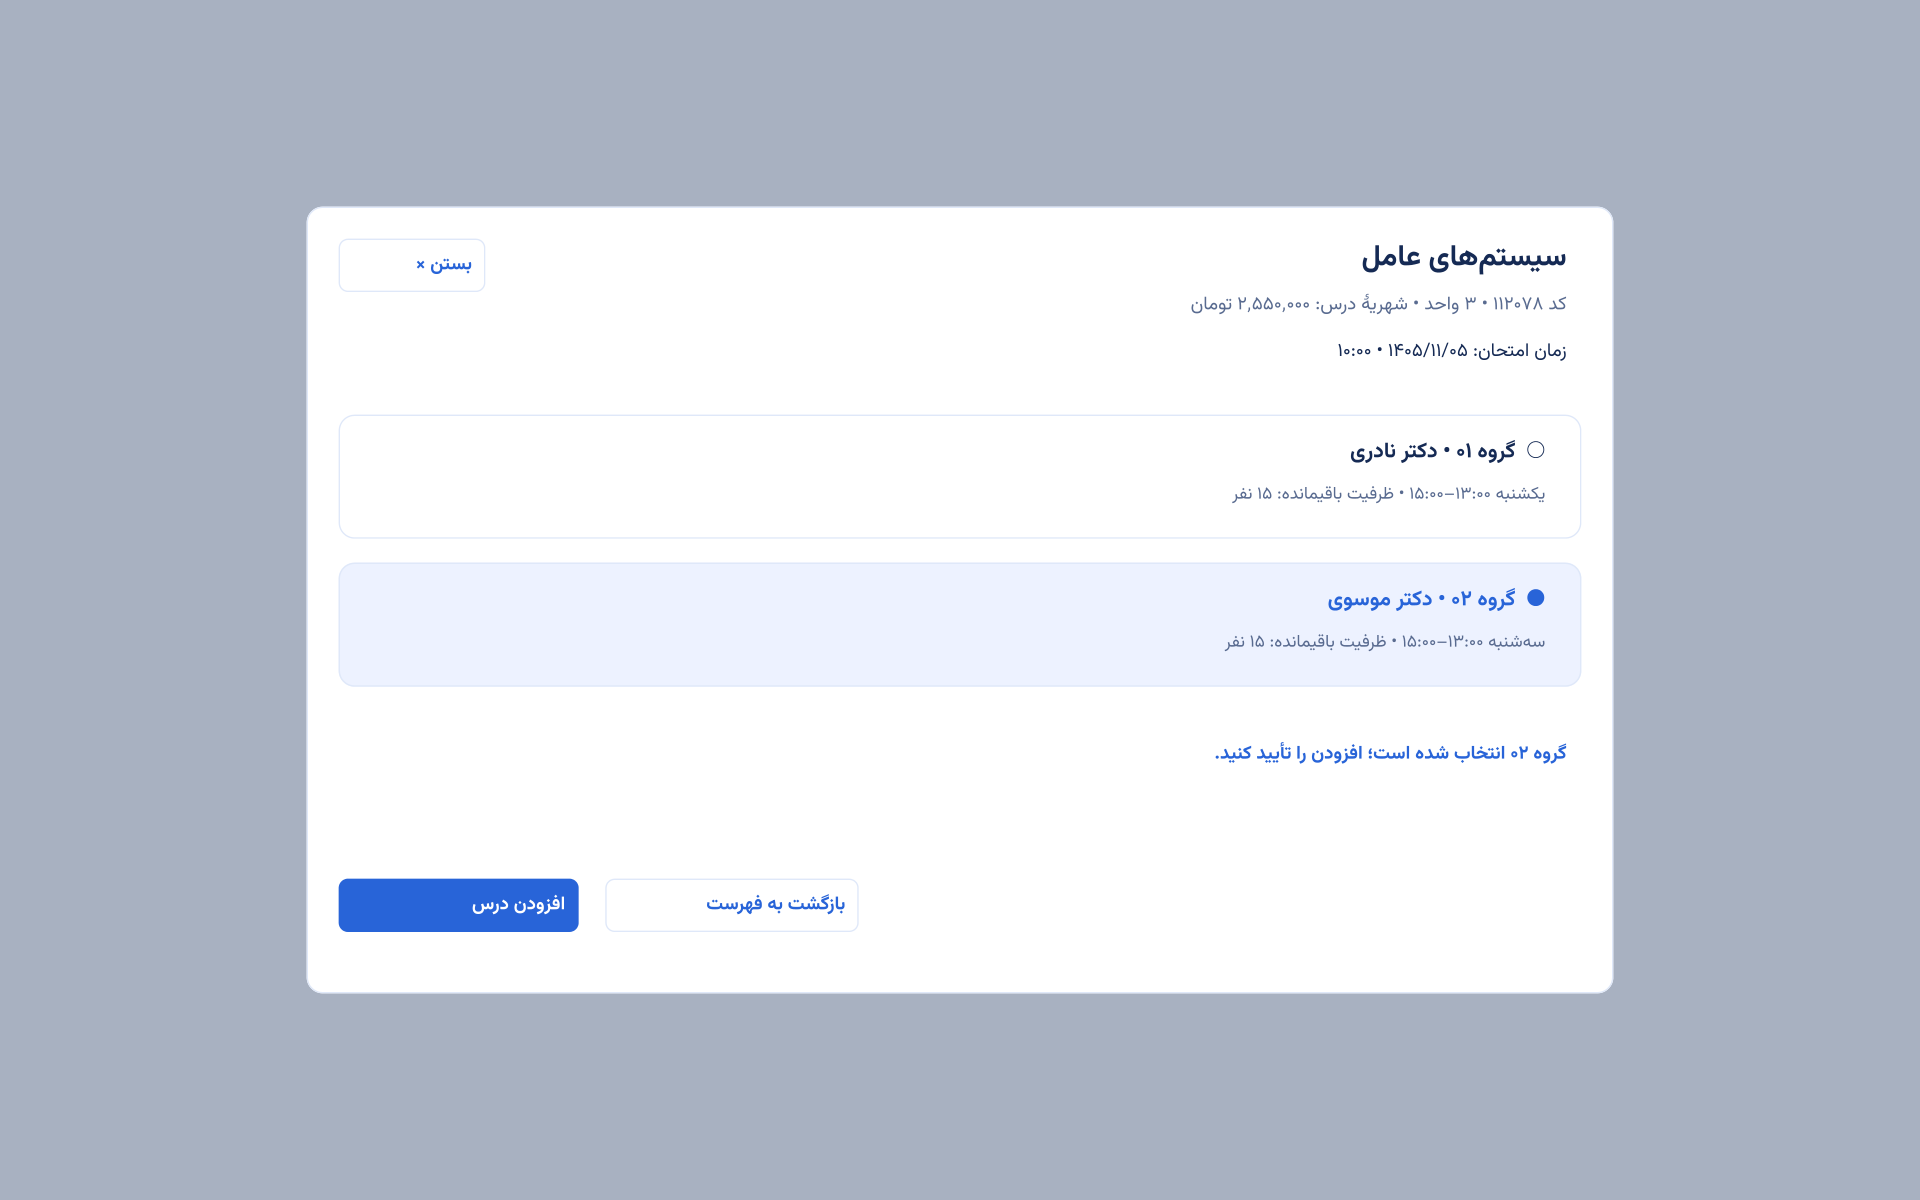 سیستم‌های عامل
بستن ×
کد ۱۱۲۰۷۸ • ۳ واحد • شهریهٔ درس: ۲,۵۵۰,۰۰۰ تومان
زمان امتحان: ۱۴۰۵/۱۱/۰۵ • ۱۰:۰۰
○ گروه ۰۱ • دکتر نادری
یکشنبه ۱۳:۰۰–۱۵:۰۰ • ظرفیت باقیمانده: ۱۵ نفر
● گروه ۰۲ • دکتر موسوی
سه‌شنبه ۱۳:۰۰–۱۵:۰۰ • ظرفیت باقیمانده: ۱۵ نفر
گروه ۰۲ انتخاب شده است؛ افزودن را تأیید کنید.
بازگشت به فهرست
افزودن درس